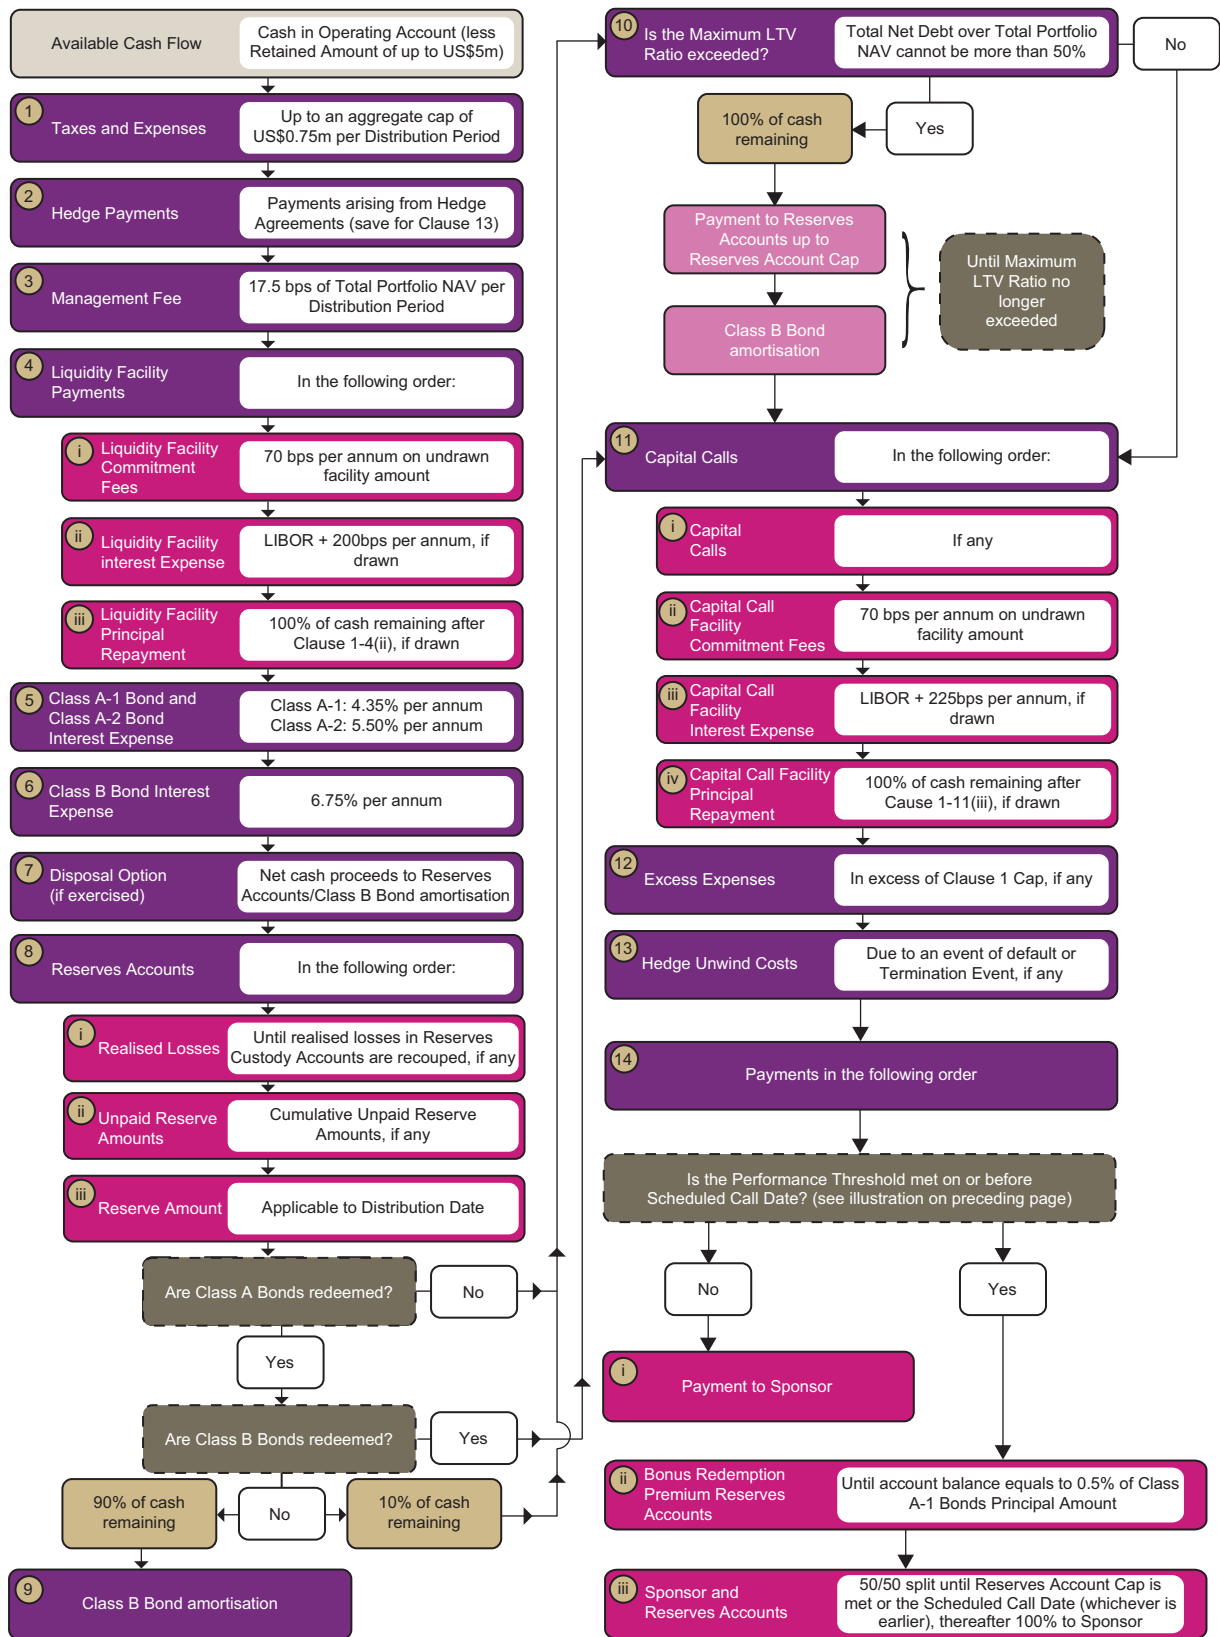 Available Cash Flow
Cash in Operating Account (less
Retained Amount of up to US$5m)
1
Taxes and Expenses
Up to an aggregate cap of
US$0.75m per Distribution Period
2
Hedge Payments
Payments arising from Hedge
Agreements (save for Clause 13)
3
Management Fee
17.5 bps of Total Portfolio NAV per
Distribution Period
4
Liquidity Facility
Payments
In the following order:
i
Liquidity Facility
Commitment
Fees
70 bps per annum on undrawn
facility amount
ii
Liquidity Facility
interest Expense
LIBOR + 200bps per annum, if
drawn
iii
Liquidity Facility
Principal
Repayment
100% of cash remaining after
Clause 1-4(ii), if drawn
5
Class A-1 Bond and
Class A-2 Bond
Interest Expense
Class A-1: 4.35% per annum
Class A-2: 5.50% per annum
6
Class B Bond Interest
Expense
6.75% per annum
7
Disposal Option
(if exercised)
Net cash proceeds to Reserves
Accounts/Class B Bond amortisation
8
Reserves Accounts
In the following order:
i
Realised Losses
Until realised losses in Reserves
Custody Accounts are recouped, if any
ii
Unpaid Reserve
Amounts
Cumulative Unpaid Reserve
Amounts, if any
iii
Reserve Amount
Applicable to Distribution Date
Are Class A Bonds redeemed?
No
Yes
Are Class B Bonds redeemed?
Yes
90% of cash
remaining
No
10% of cash
remaining
9
Class B Bond amortisation
10
Is the Maximum LTV
Ratio exceeded?
Total Net Debt over Total Portfolio
NAV cannot be more than 50%
No
100% of cash
remaining
Yes
Payment to Reserves
Accounts up to
Reserves Account Cap
Class B Bond
amortisation
Until Maximum
LTV Ratio no
longer
exceeded
11
Capital Calls
In the following order:
i
Capital
Calls
If any
ii
Capital Call
Facility
Commitment Fees
70 bps per annum on undrawn
facility amount
iii
Capital Call
Facility
Interest Expense
LIBOR + 225bps per annum, if
drawn
iv
Capital Call Facility
Principal
Repayment
100% of cash remaining after
Cause 1-11(iii), if drawn
12
Excess Expenses
In excess of Clause 1 Cap, if any
13
Hedge Unwind Costs
Due to an event of default or
Termination Event, if any
14
Payments in the following order
Is the Performance Threshold met on or before
Scheduled Call Date? (see illustration on preceding page)
No
Yes
i
Payment to Sponsor
ii
Bonus Redemption
Premium Reserves
Accounts
Until account balance equals to 0.5% of Class
A-1 Bonds Principal Amount
iii
Sponsor and
Reserves Accounts
50/50 split until Reserves Account Cap is
met or the Scheduled Call Date (whichever is
earlier), thereafter 100% to Sponsor